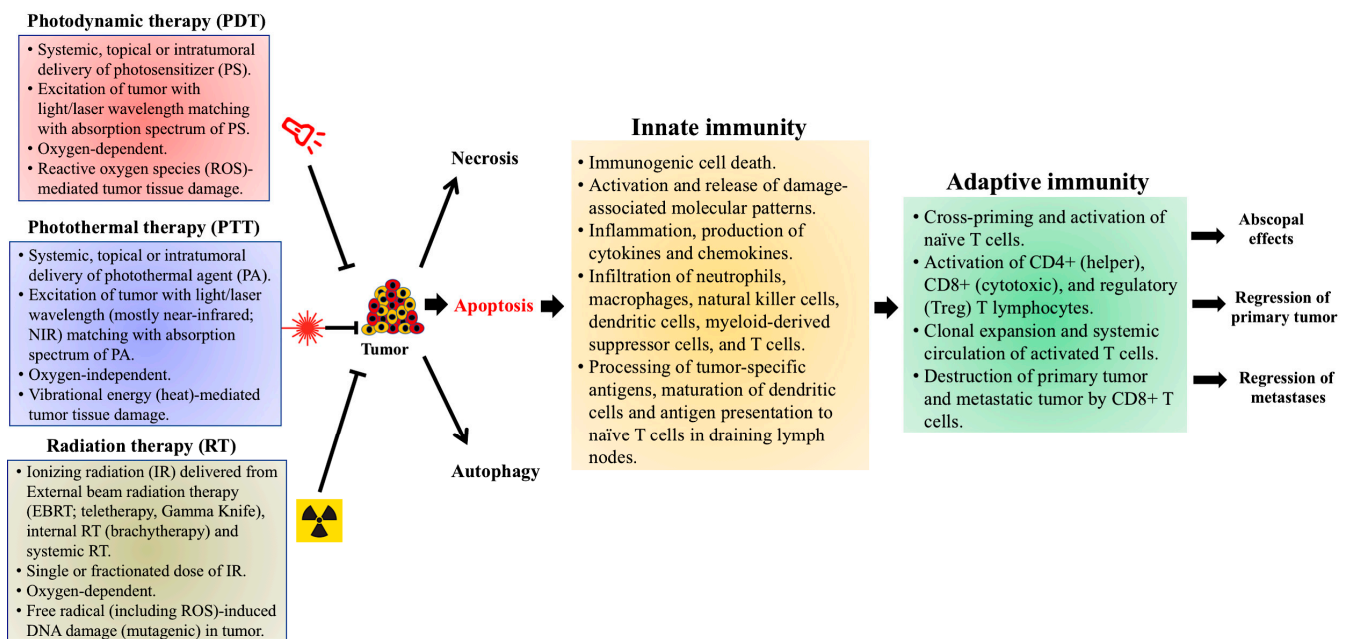 Photodynamic therapy (PDT)
• Systemic, topical or intratumoral
delivery of photosensitizer (PS).
• Excitation of tumor with
light/laser wavelength matching
with absorption spectrum of PS.
• Oxygen-dependent.
• Reactive oxygen species (ROS)-
mediated tumor tissue damage.
Photothermal therapy (PTT)
• Systemic, topical or intratumoral
delivery of photothermal agent (PA).
• Excitation of tumor with light/laser
wavelength (mostly near-infrared;
NIR) matching with absorption
spectrum of PA.
• Oxygen-independent.
• Vibrational energy (heat)-mediated
tumor tissue damage.
Radiation therapy (RT)
• Ionizing radiation (IR) delivered from
External beam radiation therapy
(EBRT; teletherapy, Gamma Knife),
internal RT (brachytherapy) and
systemic RT.
• Single or fractionated dose of IR.
• Oxygen-dependent.
• Free radical (including ROS)-induced
DNA damage (mutagenic) in tumor.
Tumor
Necrosis
Apoptosis
Autophagy
Innate immunity
• Immunogenic cell death.
• Activation and release of damage-
associated molecular patterns.
• Inflammation, production of
cytokines and chemokines.
• Infiltration of neutrophils,
macrophages, natural killer cells,
dendritic cells, myeloid-derived
suppressor cells, and T cells.
• Processing of tumor-specific
antigens, maturation of dendritic
cells and antigen presentation to
naïve T cells in draining lymph
nodes.
Adaptive immunity
• Cross-priming and activation of
naïve T cells.
• Activation of CD4+ (helper),
CD8+ (cytotoxic), and regulatory
(Treg) T lymphocytes.
• Clonal expansion and systemic
circulation of activated T cells.
• Destruction of primary tumor
and metastatic tumor by CD8+ T
cells.
Abscopal
effects
Regression of
primary tumor
Regression of
metastases